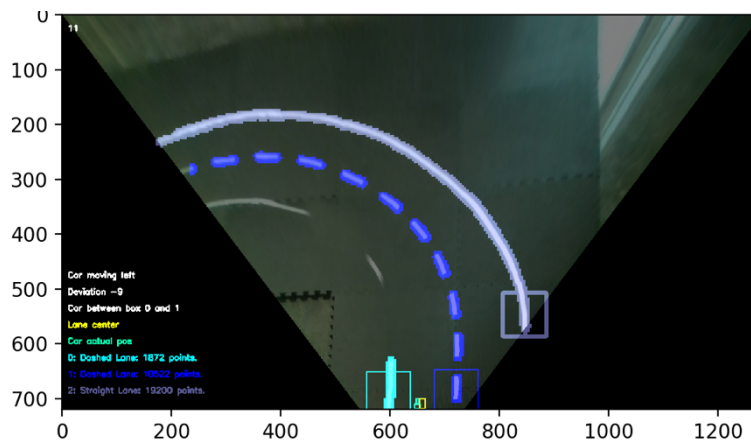 0
11
100
200
300
400
500
600
700
Car moving left
Deviation -9
Car between box 0 and 1
Lane center
Car actual pos
0: Dashed Lane: 1872 points.
1: Dashed Lane: 10522 points.
2: Straight Lane: 19200 points.
0 200 400 600 800 1000 1200